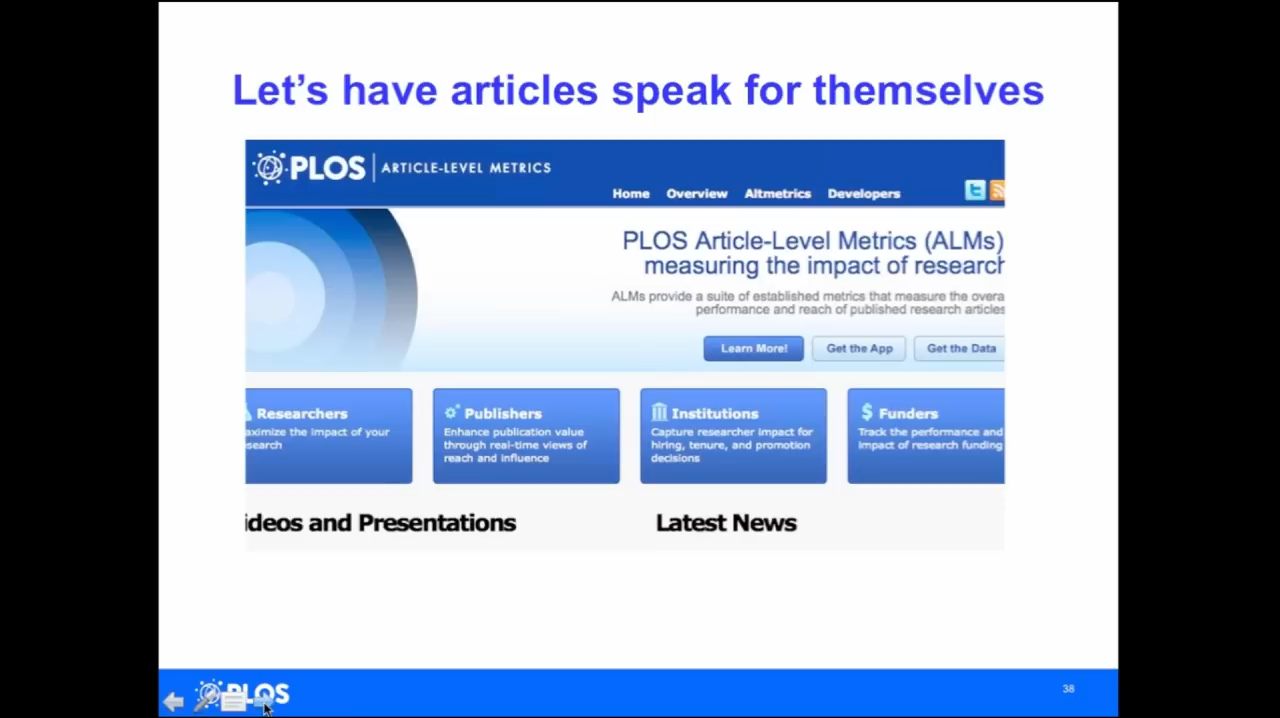 Let's have articles speak for themselves
PLOS ARTICLE-LEVEL METRICS
Home Overview Altmetrics Developers
PLOS Article-Level Metrics (ALMs)
measuring the impact of research
ALMs provide a suite of established metrics that measure the overa
performance and reach of published research articles
Learn More! Get the App Get the Data
Researchers
aximize the impact of your
search
Publishers
Enhance publication value
through real-time views of
reach and influence
Institutions
Capture researcher impact for
hiring, tenure, and promotion
decisions
$ Funders
Track the performance and
impact of research funding
ideos and Presentations
Latest News
PLOS
38